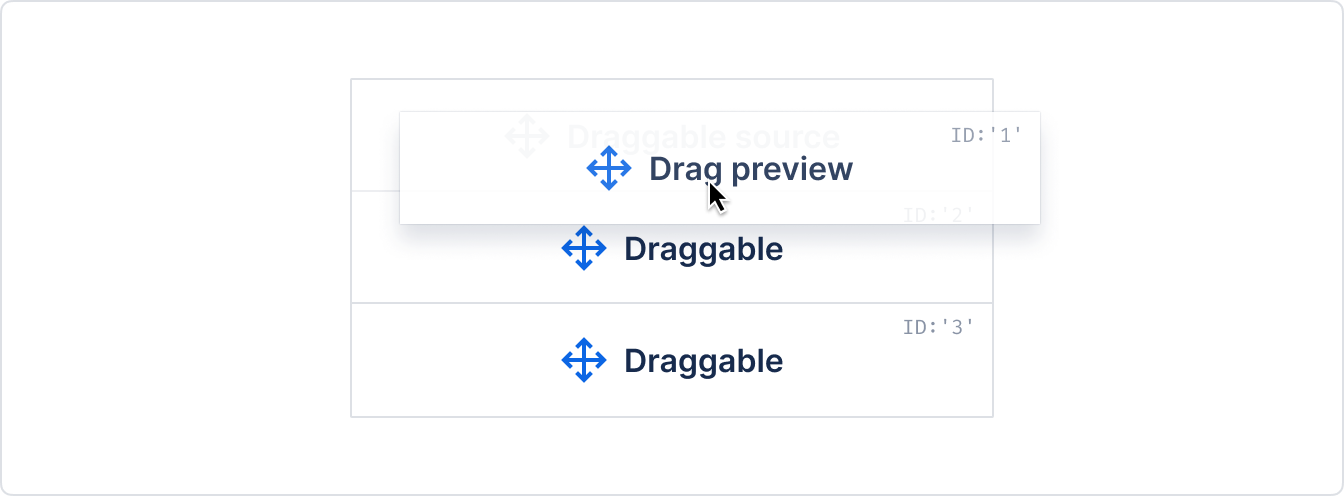 Draggable source
ID:'1'
Drag preview
ID:'2'
Draggable
ID:'3'
Draggable